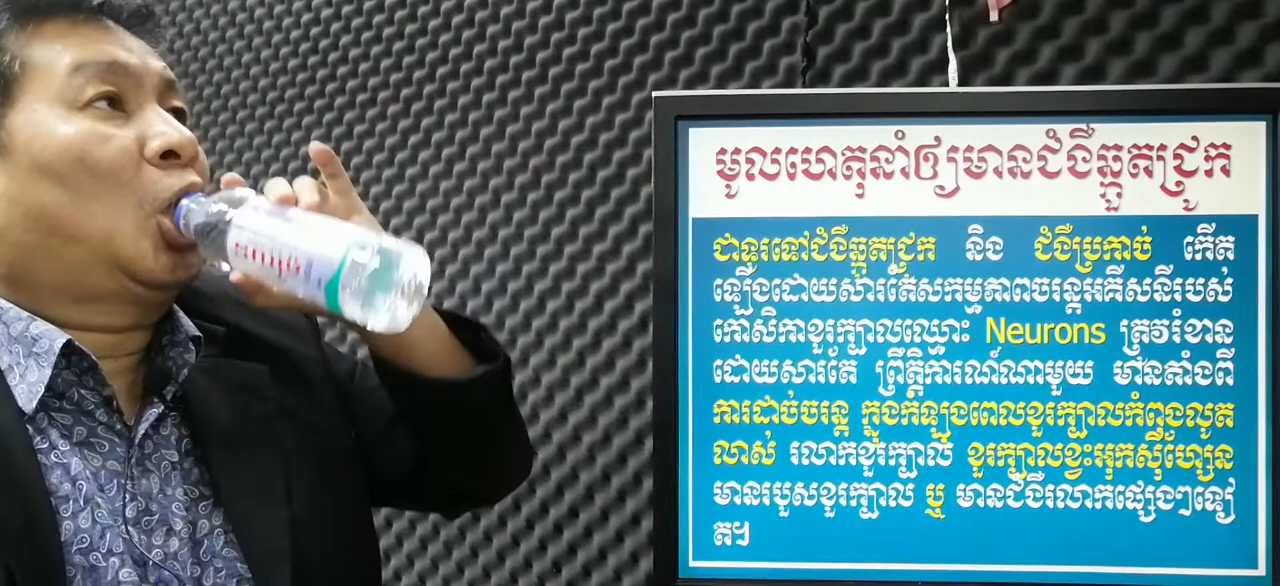 មូលហេតុនាំឲ្យមានជំងឺឆ្កួតជ្រូក
ជាទូរទៅជំងឺឆ្កួតជ្រូក និង ជំងឺប្រកាច់ កើត
ឡើងដោយសារតែសកម្មភាពចរន្តអគីសនីរបស់
កោសិកាខួរក្បាលឈ្មោះ Neurons ត្រូវរំខាន
ដោយសារតែ ព្រឹត្តិការណ៍ណាមួយ មានតាំងពី
ការដាច់ចរន្ត ក្នុងកំឡុងពេលខួរក្បាលកំពុងលូត
លាស់ រលាកខួរក្បាល ខួរក្បាលខ្វះអុកស៊ីហ្សែន
មានរបួសខួរក្បាល ឬ មានជំងឺរលាកផ្សេងៗទៀ
ត។